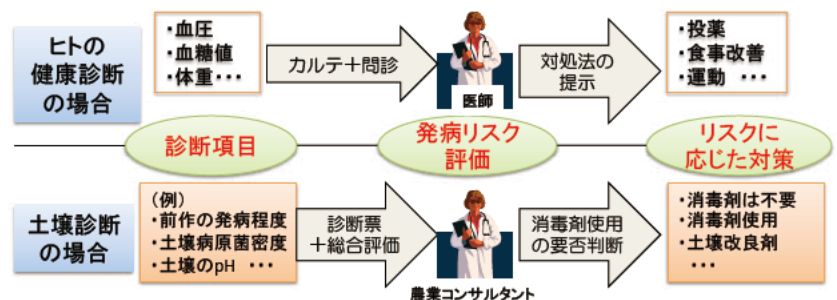 ヒトの
健康診断
の場合
・血圧
・血糖値
・体重・・・
カルテ＋問診
医師
対処法の
提示
・投薬
・食事改善
・運動 ・・・
診断項目
発病リスク
評価
リスクに
応じた対策
土壌診断
の場合
（例）
・前作の発病程度
・土壌病原菌密度
・土壌のpH ・・・
診断票
＋総合評価
農業コンサルタント
消毒剤使用
の要否判断
・消毒剤は不要
・消毒剤使用
・土壌改良剤
・・・